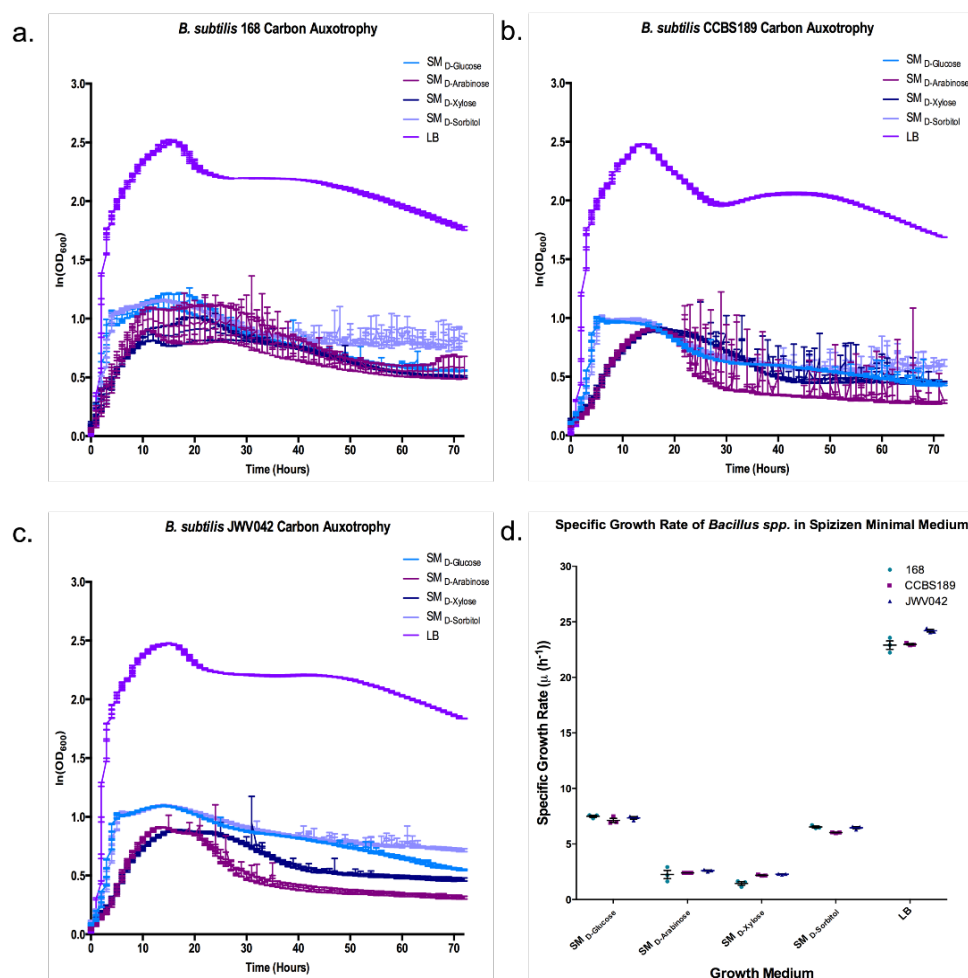 a.
B. subtilis 168 Carbon Auxotrophy
SM D-Glucose
SM D-Arabinose
SM D-Xylose
SM D-Sorbitol
LB
ln(OD600)
3.0
2.5
2.0
1.5
1.0
0.5
0.0
0 10 20 30 40 50 60 70
Time (Hours)
b.
B. subtilis CCBS189 Carbon Auxotrophy
SM D-Glucose
SM D-Arabinose
SM D-Xylose
SM D-Sorbitol
LB
ln(OD600)
3.0
2.5
2.0
1.5
1.0
0.5
0.0
0 10 20 30 40 50 60 70
Time (Hours)
c.
B. subtilis JWV042 Carbon Auxotrophy
SM D-Glucose
SM D-Arabinose
SM D-Xylose
SM D-Sorbitol
LB
ln(OD600)
3.0
2.5
2.0
1.5
1.0
0.5
0.0
0 10 20 30 40 50 60 70
Time (Hours)
d.
Specific Growth Rate of Bacillus spp. in Spizizen Minimal Medium
168
CCBS189
JWV042
Specific Growth Rate (μ (h-1))
30
25
20
15
10
5
0
SM D-Glucose
SM D-Arabinose
SM D-Xylose
SM D-Sorbitol
LB
Growth Medium